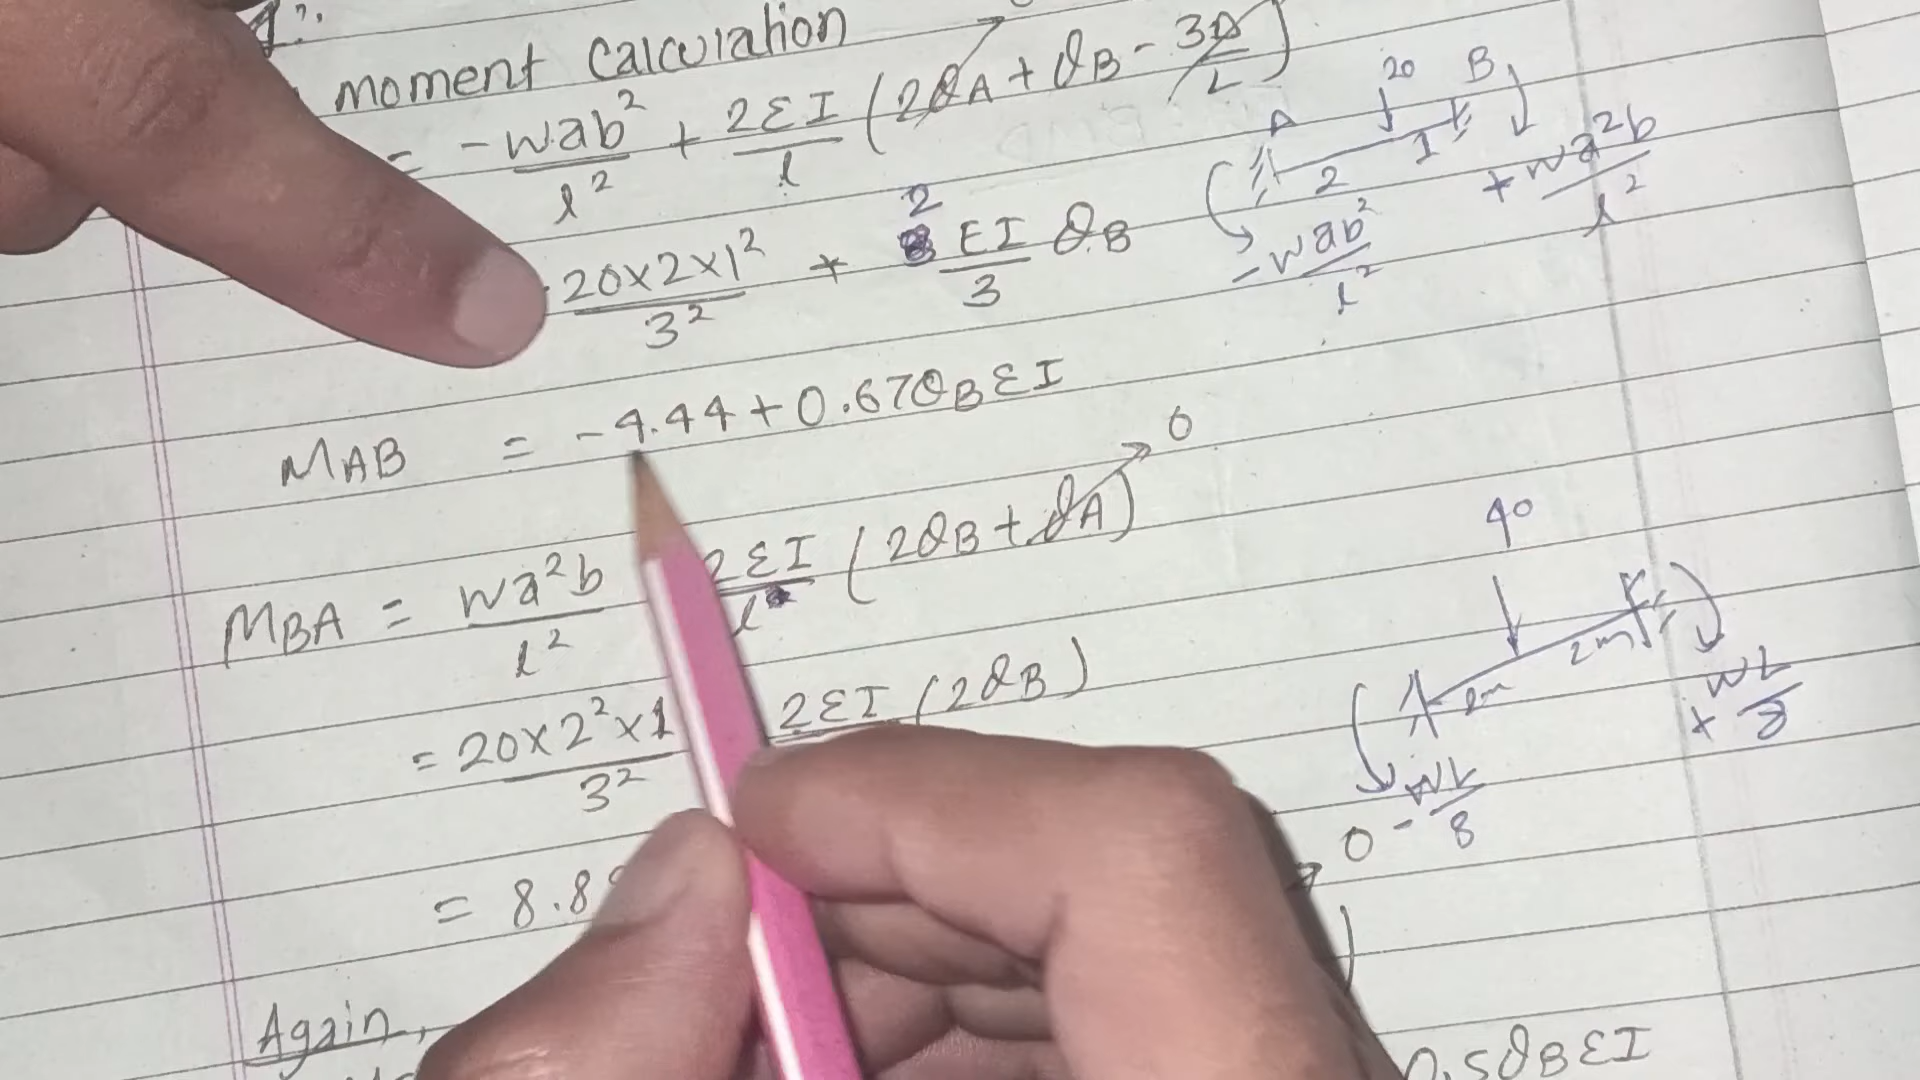 moment calculation
= -wab²/l² + 2EI/l (2θA + θB - 3Δ/L)
20×2×1²/3² + 2EI/3 θB
MAB = -4.44 + 0.67θBEI
0
MBA = wa²b/l² 2EI/l (2θB + θA)
= 20×2²×1/3² 2EI (2θB)
= 8.8
Again,
0.5θBEI
20 B
A
2 1
+wa²b/l²
-wab²/l²
40
2m
2m
+WL/8
-WL/8
0